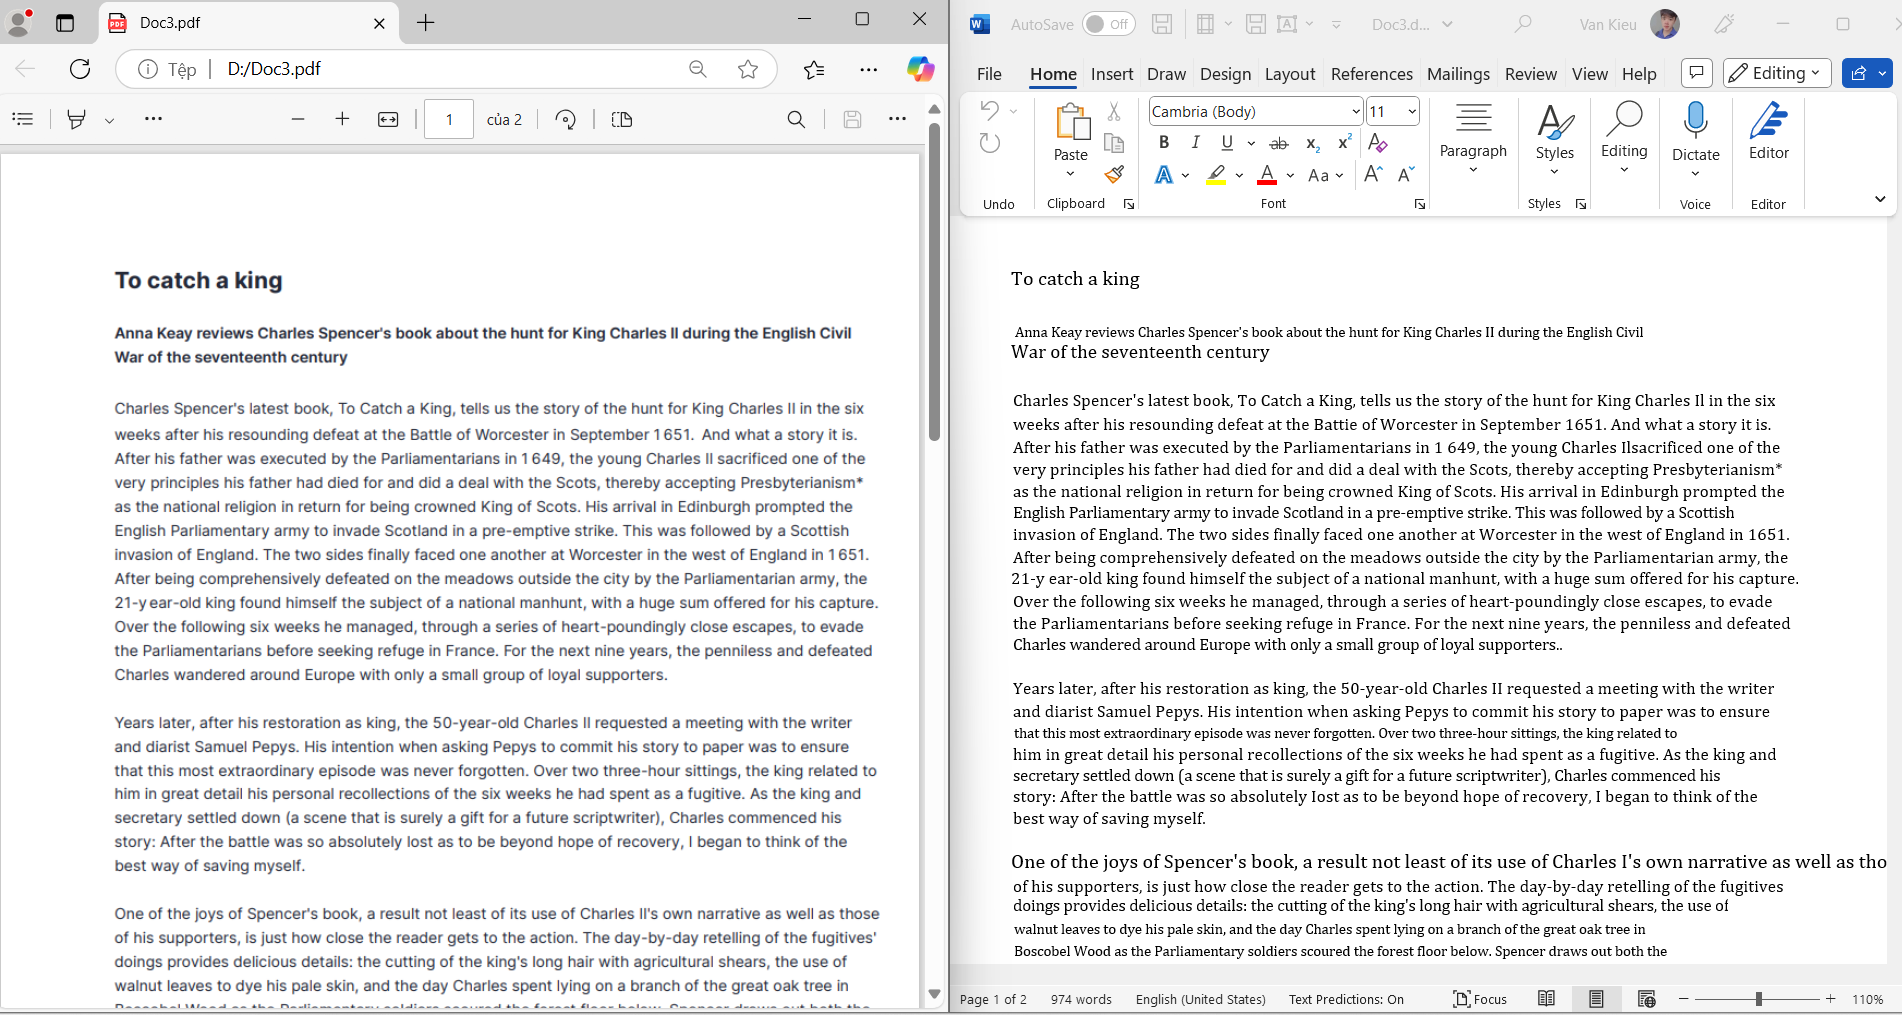 Doc3.pdf
Tệp
D:/Doc3.pdf
1
của 2
To catch a king
Anna Keay reviews Charles Spencer's book about the hunt for King Charles II during the English Civil
War of the seventeenth century
Charles Spencer's latest book, To Catch a King, tells us the story of the hunt for King Charles II in the six
weeks after his resounding defeat at the Battle of Worcester in September 1651. And what a story it is.
After his father was executed by the Parliamentarians in 1649, the young Charles II sacrificed one of the
very principles his father had died for and did a deal with the Scots, thereby accepting Presbyterianism*
as the national religion in return for being crowned King of Scots. His arrival in Edinburgh prompted the
English Parliamentary army to invade Scotland in a pre-emptive strike. This was followed by a Scottish
invasion of England. The two sides finally faced one another at Worcester in the west of England in 1651.
After being comprehensively defeated on the meadows outside the city by the Parliamentarian army, the
21-y ear-old king found himself the subject of a national manhunt, with a huge sum offered for his capture.
Over the following six weeks he managed, through a series of heart-poundingly close escapes, to evade
the Parliamentarians before seeking refuge in France. For the next nine years, the penniless and defeated
Charles wandered around Europe with only a small group of loyal supporters.
Years later, after his restoration as king, the 50-year-old Charles II requested a meeting with the writer
and diarist Samuel Pepys. His intention when asking Pepys to commit his story to paper was to ensure
that this most extraordinary episode was never forgotten. Over two three-hour sittings, the king related to
him in great detail his personal recollections of the six weeks he had spent as a fugitive. As the king and
secretary settled down (a scene that is surely a gift for a future scriptwriter), Charles commenced his
story: After the battle was so absolutely lost as to be beyond hope of recovery, I began to think of the
best way of saving myself.
One of the joys of Spencer's book, a result not least of its use of Charles II's own narrative as well as those
of his supporters, is just how close the reader gets to the action. The day-by-day retelling of the fugitives'
doings provides delicious details: the cutting of the king's long hair with agricultural shears, the use of
walnut leaves to dye his pale skin, and the day Charles spent lying on a branch of the great oak tree in
AutoSave Off
Doc3.d...
Van Kieu
File Home Insert Draw Design Layout References Mailings Review View Help
Editing
Cambria (Body) 11
Paste
Paragraph
Styles
Editing
Dictate
Editor
Undo
Clipboard
Font
Styles
Voice
Editor
To catch a king
Anna Keay reviews Charles Spencer's book about the hunt for King Charles II during the English Civil
War of the seventeenth century
Charles Spencer's latest book, To Catch a King, tells us the story of the hunt for King Charles Il in the six
weeks after his resounding defeat at the Battie of Worcester in September 1651. And what a story it is.
After his father was executed by the Parliamentarians in 1 649, the young Charles Ilsacrificed one of the
very principles his father had died for and did a deal with the Scots, thereby accepting Presbyterianism*
as the national religion in return for being crowned King of Scots. His arrival in Edinburgh prompted the
English Parliamentary army to invade Scotland in a pre-emptive strike. This was followed by a Scottish
invasion of England. The two sides finally faced one another at Worcester in the west of England in 1651.
After being comprehensively defeated on the meadows outside the city by the Parliamentarian army, the
21-y ear-old king found himself the subject of a national manhunt, with a huge sum offered for his capture.
Over the following six weeks he managed, through a series of heart-poundingly close escapes, to evade
the Parliamentarians before seeking refuge in France. For the next nine years, the penniless and defeated
Charles wandered around Europe with only a small group of loyal supporters..
Years later, after his restoration as king, the 50-year-old Charles II requested a meeting with the writer
and diarist Samuel Pepys. His intention when asking Pepys to commit his story to paper was to ensure
that this most extraordinary episode was never forgotten. Over two three-hour sittings, the king related to
him in great detail his personal recollections of the six weeks he had spent as a fugitive. As the king and
secretary settled down (a scene that is surely a gift for a future scriptwriter), Charles commenced his
story: After the battle was so absolutely Iost as to be beyond hope of recovery, I began to think of the
best way of saving myself.
One of the joys of Spencer's book, a result not least of its use of Charles I's own narrative as well as tho
of his supporters, is just how close the reader gets to the action. The day-by-day retelling of the fugitives
doings provides delicious details: the cutting of the king's long hair with agricultural shears, the use of
walnut leaves to dye his pale skin, and the day Charles spent lying on a branch of the great oak tree in
Boscobel Wood as the Parliamentary soldiers scoured the forest floor below. Spencer draws out both the
Page 1 of 2 974 words English (United States) Text Predictions: On Focus 110%